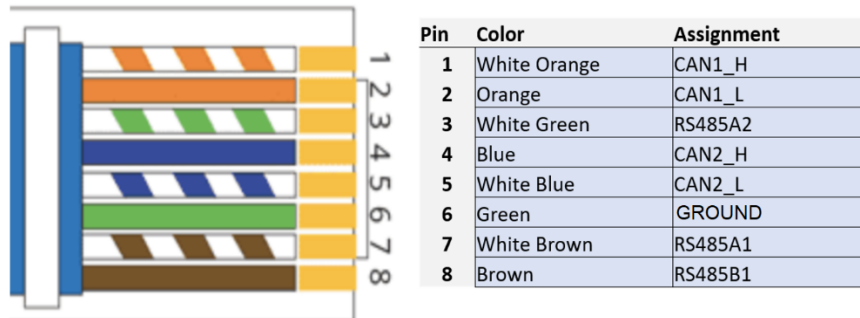 1
2
3
4
5
6
7
8
Pin Color Assignment
1 White Orange CAN1_H
2 Orange CAN1_L
3 White Green RS485A2
4 Blue CAN2_H
5 White Blue CAN2_L
6 Green GROUND
7 White Brown RS485A1
8 Brown RS485B1